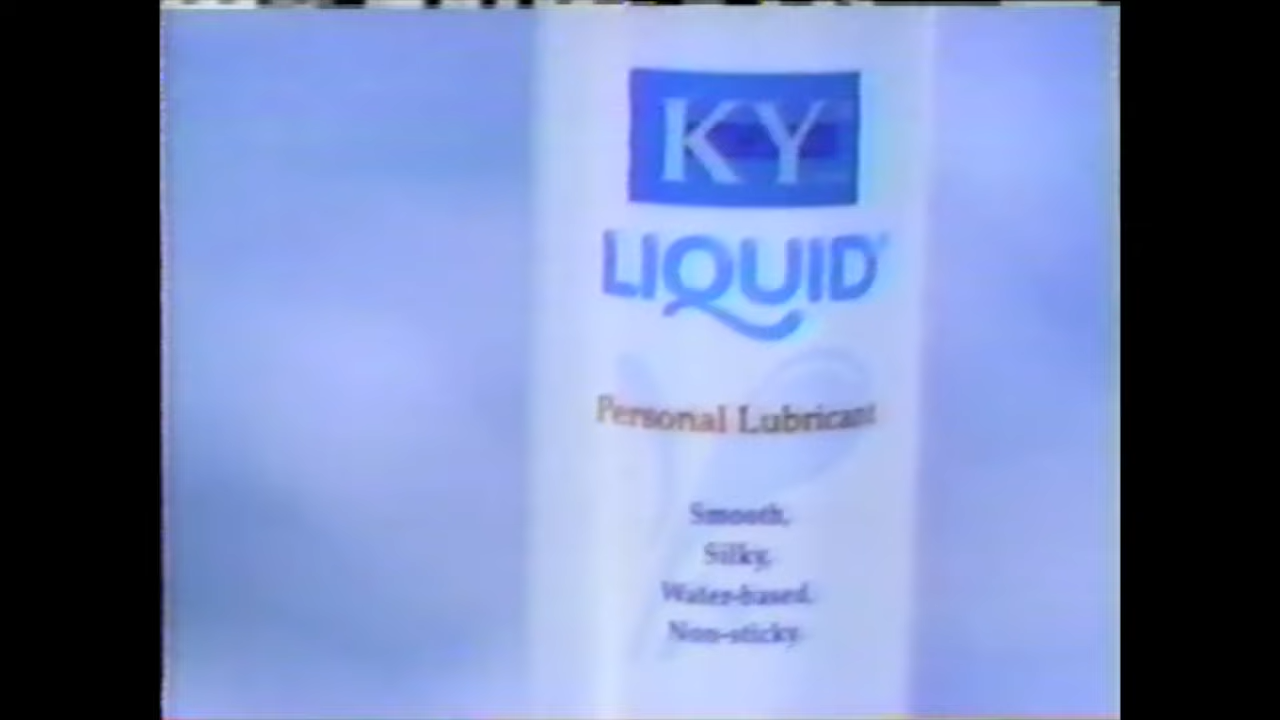 KY
LIQUID
Personal Lubricant
Smooth.
Silky.
Water-based.
Non-sticky.